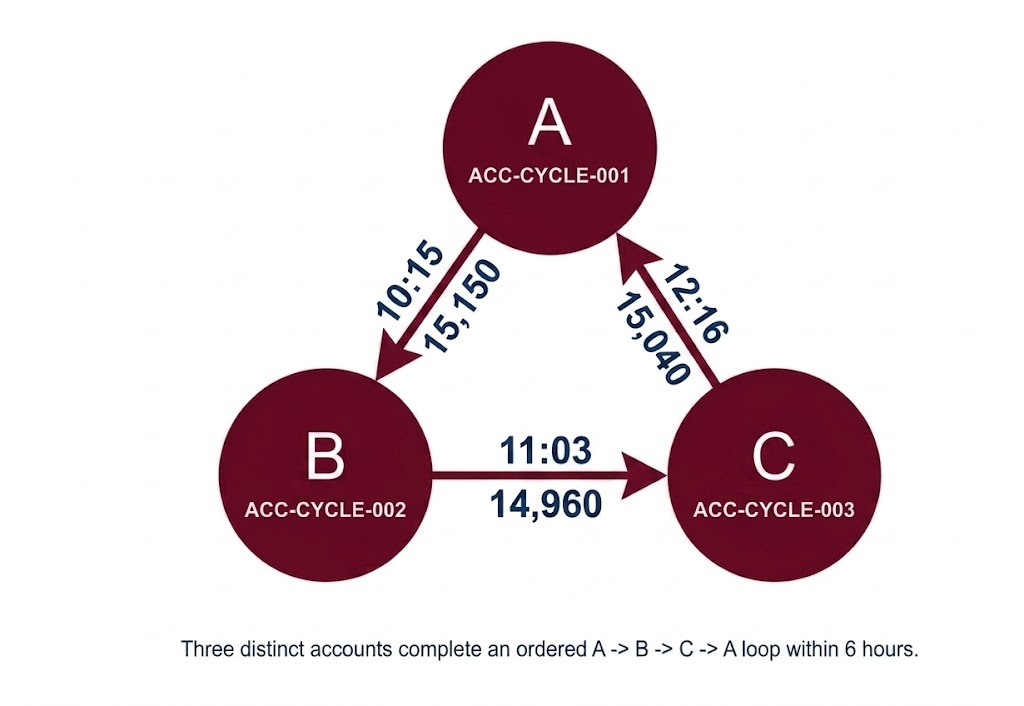 A
ACC-CYCLE-001
10:15
15,150
12:16
15,040
B
ACC-CYCLE-002
11:03
14,960
C
ACC-CYCLE-003
Three distinct accounts complete an ordered A -> B -> C -> A loop within 6 hours.